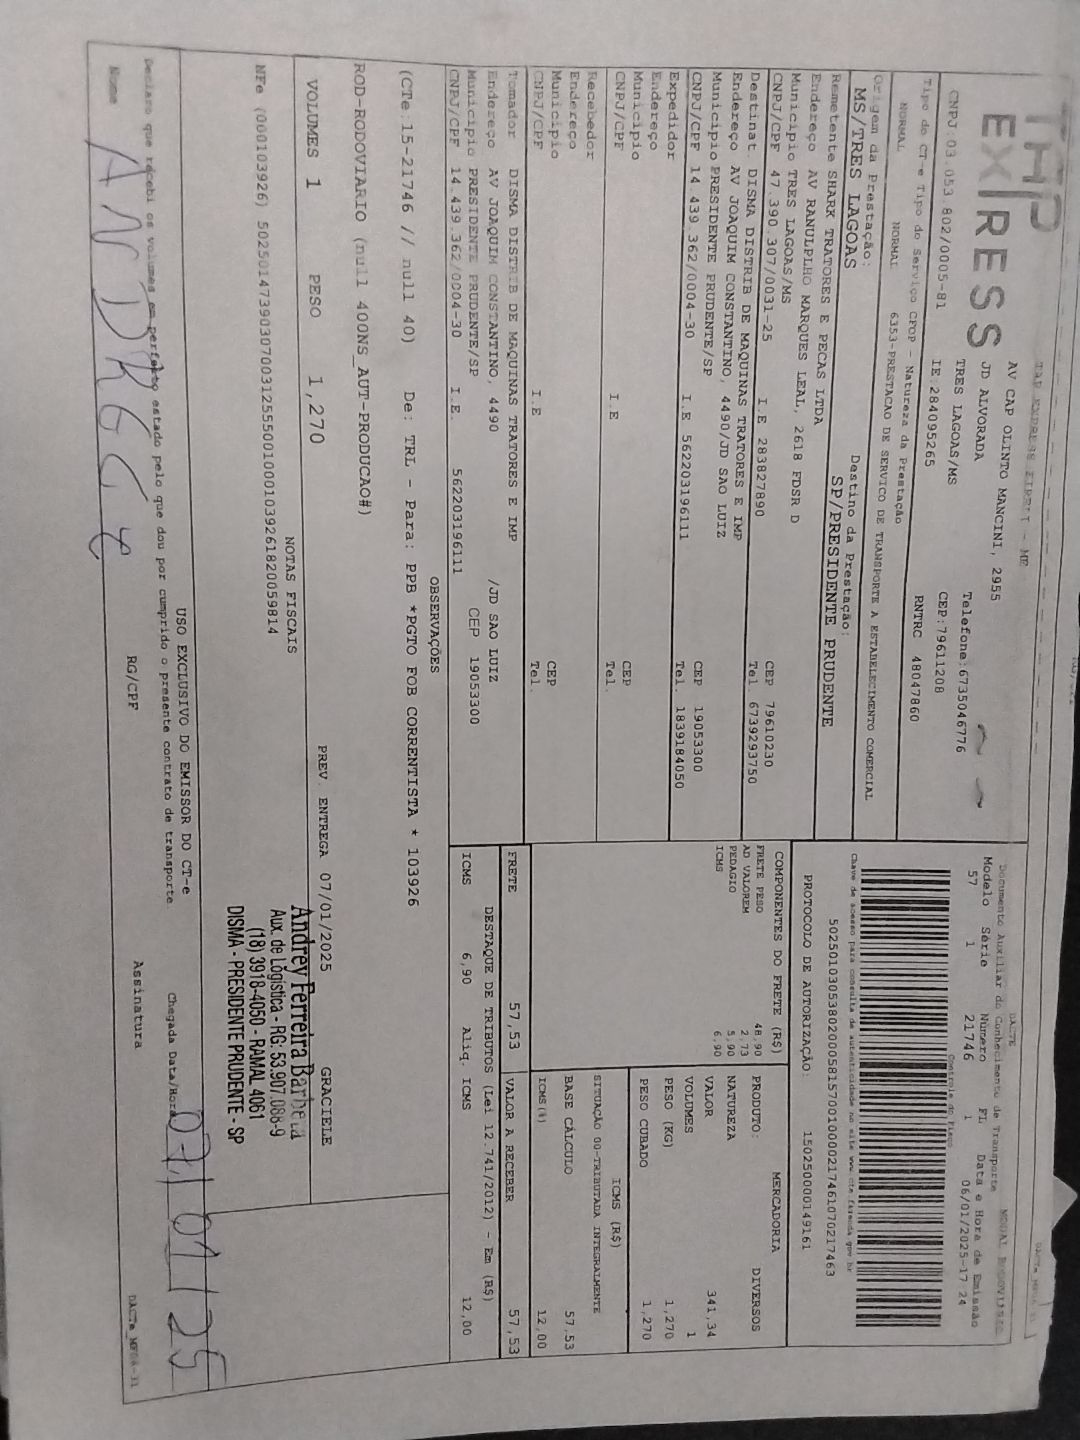 EXPRESS
AV CAP OLINTO MANCINI, 2955
JD ALVORADA
TRES LAGOAS/MS
Telefone:6735046776
CEP:79611208
CNPJ:03.053.802/0005-81
IE:284095265
RNTRC 48047860
Tipo do CT-e Tipo do Serviço CFOP - Natureza da Prestação
NORMAL NORMAL 6353-PRESTACAO DE SERVICO DE TRANSPORTE A ESTABELECIMENTO COMERCIAL
Origem da Prestação: Destino da Prestação:
MS/TRES LAGOAS SP/PRESIDENTE PRUDENTE
Remetente SHARK TRATORES E PECAS LTDA
Endereço AV RANULPLHO MARQUES LEAL, 2618 FDSR D
Municipio TRES LAGOAS/MS CEP 79610230
CNPJ/CPF 47.390.307/0031-25 I.E 283827890 Tel. 6739293750
Destinat. DISMA DISTRIB DE MAQUINAS TRATORES E IMP
Endereço AV JOAQUIM CONSTANTINO, 4490/JD SAO LUIZ
Municipio PRESIDENTE PRUDENTE/SP CEP 19053300
CNPJ/CPF 14.439.362/0004-30 I.E 562203196111 Tel. 1839184050
Expedidor
Endereço
Municipio CEP
CNPJ/CPF I.E Tel.
Recebedor
Endereço
Municipio CEP
CNPJ/CPF I.E Tel.
Tomador DISMA DISTRIB DE MAQUINAS TRATORES E IMP
Endereço AV JOAQUIM CONSTANTINO, 4490 /JD SAO LUIZ
Municipio PRESIDENTE PRUDENTE/SP CEP 19053300
CNPJ/CPF 14.439.362/0004-30 I.E. 562203196111
DACTE
Documento Auxiliar do Conhecimento de Transporte
Modelo Série Número FL Data e Hora de Emissão
57 1 21746 1 06/01/2025-17:24
Controle do Fisco
Chave de acesso para consulta de autenticidade no site www.cte.fazenda.gov.br
50250103053802000581570010000217461070217463
PROTOCOLO DE AUTORIZAÇÃO: 150250000149161
COMPONENTES DO FRETE (R$)
FRETE PESO 48,90
AD VALOREM 2,73
PEDAGIO 5,90
ICMS 6,90
MERCADORIA
PRODUTO: DIVERSOS
NATUREZA
VALOR 341,34
VOLUMES 1
PESO (KG) 1,270
PESO CUBADO 1,270
ICMS (R$)
SITUAÇÃO 00-TRIBUTADA INTEGRALMENTE
BASE CÁLCULO 57,53
ICMS(%) 12,00
FRETE 57,53 VALOR A RECEBER 57,53
DESTAQUE DE TRIBUTOS (Lei 12.741/2012) - Em (R$)
ICMS 6,90 Aliq. ICMS 12,00
OBSERVAÇÕES
(CTe:15-21746 // null 40) De: TRL - Para: PPB *PGTO FOB CORRENTISTA * 103926
ROD-RODOVIARIO (null 400NS_AUT-PRODUCAO#)
VOLUMES 1 PESO 1,270 PREV. ENTREGA 07/01/2025 GRACIELE
NOTAS FISCAIS
NFe (000103926) 50250147390307003125550010001039261820059814
Andrey Ferreira Barbera
Aux. de Logística - RG: 53.907.088-9
(18) 3918-4050 - RAMAL 4061
DISMA - PRESIDENTE PRUDENTE - SP
USO EXCLUSIVO DO EMISSOR DO CT-e
Declaro que recebi os volumes em perfeito estado pelo que dou por cumprido o presente contrato de transporte.
Chegada Data/Hora 07/01/25
Nome RG/CPF Assinatura